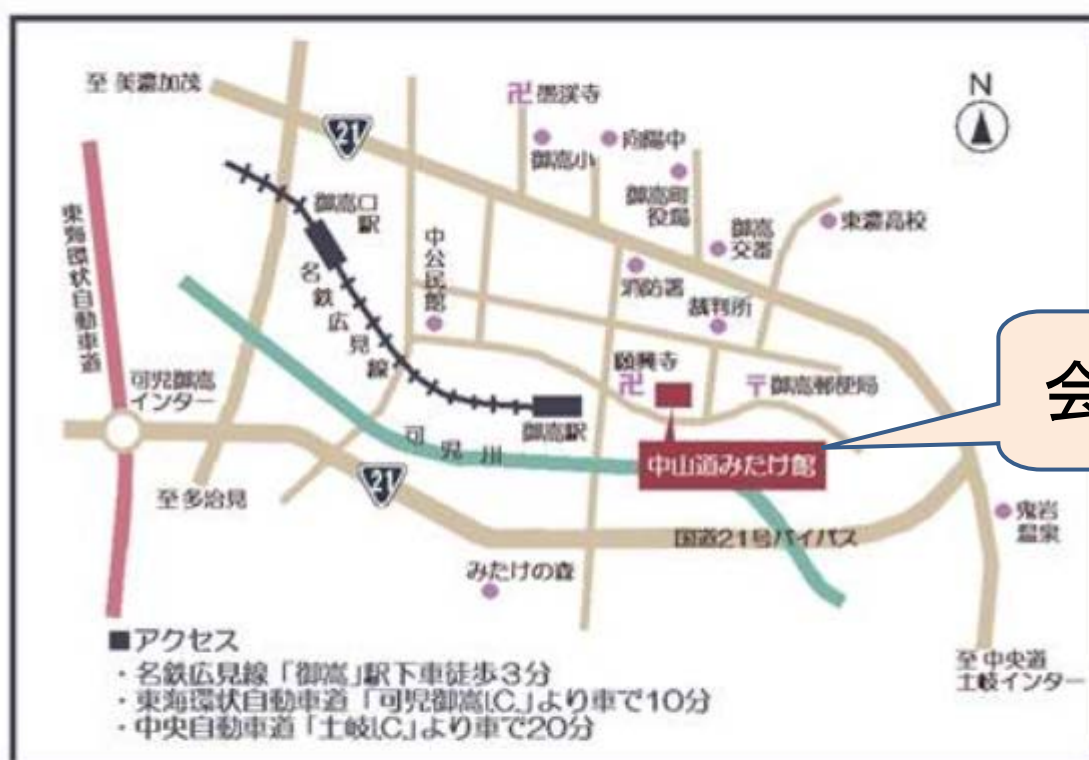 至 美濃加茂
21
卍愚渓寺
御嵩小
向陽中
御嵩町
役場
御嵩
交番
東濃高校
N
東海環状自動車道
御嵩口
駅
名鉄広見線
中公民館
消防署
裁判所
願興寺
卍
〒御嵩郵便局
会
可児御嵩
インター
御嵩駅
可児川
中山道みたけ館
至 多治見
21
国道21号バイパス
鬼岩
温泉
みたけの森
至 中央道
土岐インター
■アクセス
・名鉄広見線「御嵩」駅下車徒歩3分
・東海環状自動車道「可児御嵩I.C.」より車で10分
・中央自動車道「土岐I.C.」より車で20分